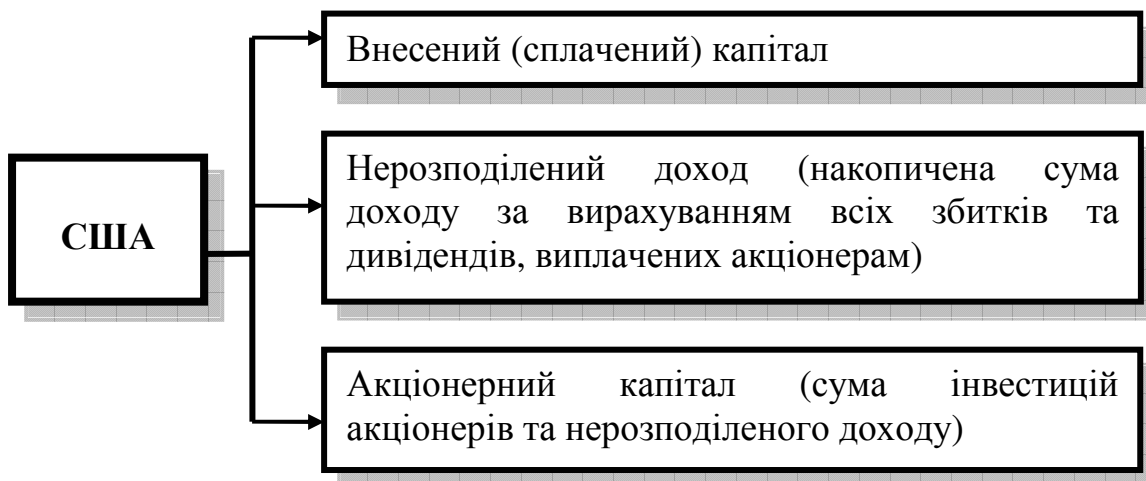 Внесений (сплачений) капітал
США
Нерозподілений доход (накопичена сума
доходу за вирахуванням всіх збитків та
дивідендів, виплачених акціонерам)
Акціонерний капітал (сума інвестицій
акціонерів та нерозподіленого доходу)